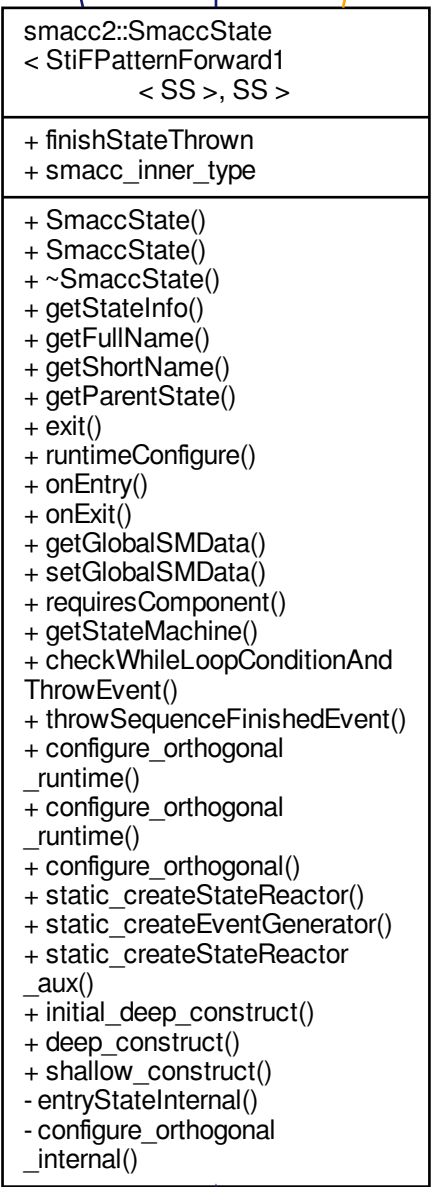 smacc2::SmaccState
< StiFPatternForward1
< SS >, SS >
+ finishStateThrown
+ smacc_inner_type
+ SmaccState()
+ SmaccState()
+ ~SmaccState()
+ getStateInfo()
+ getFullName()
+ getShortName()
+ getParentState()
+ exit()
+ runtimeConfigure()
+ onEntry()
+ onExit()
+ getGlobalSMData()
+ setGlobalSMData()
+ requiresComponent()
+ getStateMachine()
+ checkWhileLoopConditionAnd
ThrowEvent()
+ throwSequenceFinishedEvent()
+ configure_orthogonal
_runtime()
+ configure_orthogonal
_runtime()
+ configure_orthogonal()
+ static_createStateReactor()
+ static_createEventGenerator()
+ static_createStateReactor
_aux()
+ initial_deep_construct()
+ deep_construct()
+ shallow_construct()
- entryStateInternal()
- configure_orthogonal
_internal()